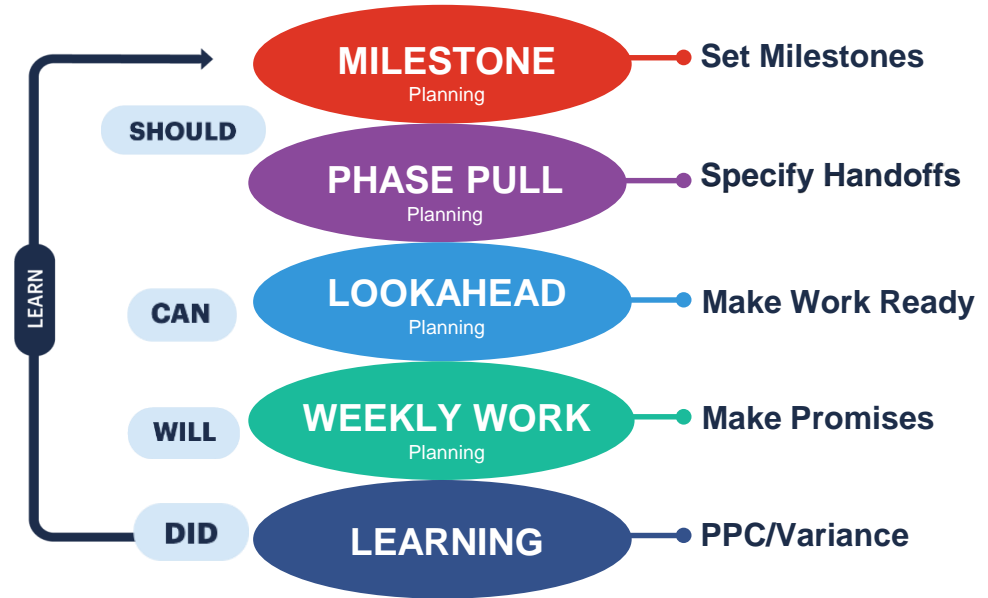 MILESTONE
Planning
Set Milestones
SHOULD
PHASE PULL
Planning
Specify Handoffs
LEARN
LOOKAHEAD
Planning
CAN
Make Work Ready
WEEKLY WORK
Planning
WILL
Make Promises
DID
LEARNING
PPC/Variance